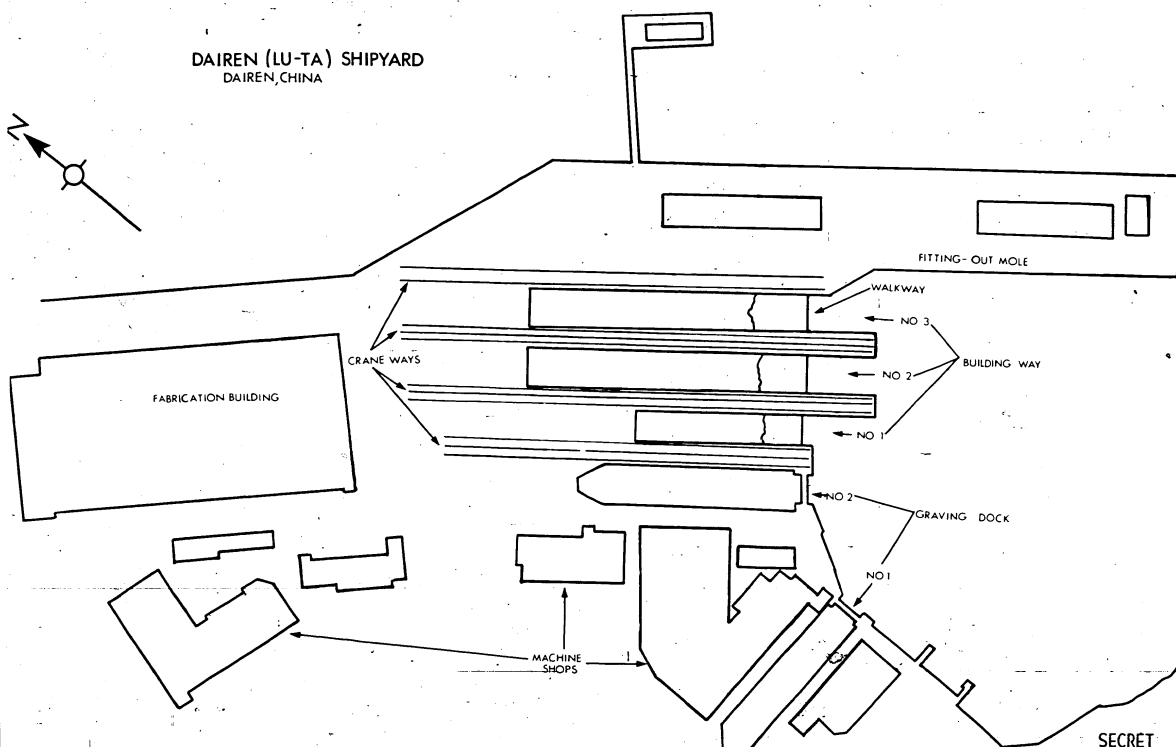 DAIREN (LU-TA) SHIPYARD
DAIREN, CHINA
N
FITTING-OUT MOLE
WALKWAY
NO 3
CRANE WAYS
BUILDING WAY
NO 2
FABRICATION BUILDING
NO 1
NO 2
GRAVING DOCK
NO 1
MACHINE
SHOPS
SECRET